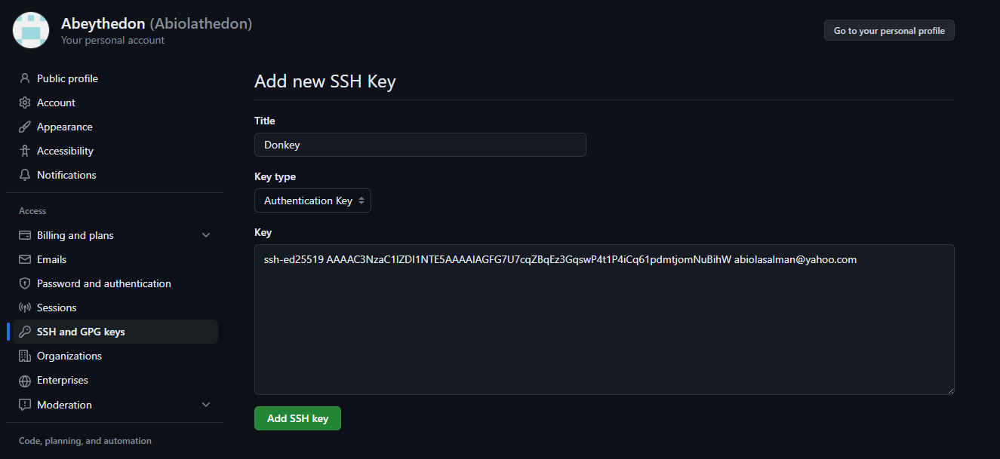 Abeythedon (Abiolathedon)
Your personal account
Go to your personal profile
Public profile
Account
Appearance
Accessibility
Notifications
Access
Billing and plans
Emails
Password and authentication
Sessions
SSH and GPG keys
Organizations
Enterprises
Moderation
Code, planning, and automation
Add new SSH Key
Title
Donkey
Key type
Authentication Key
Key
ssh-ed25519 AAAAC3NzaC1lZDI1NTE5AAAAIAGFG7U7cqZBqEz3GqswP4t1P4iCq61pdmtjomNuBihW abiolasalman@yahoo.com
Add SSH key